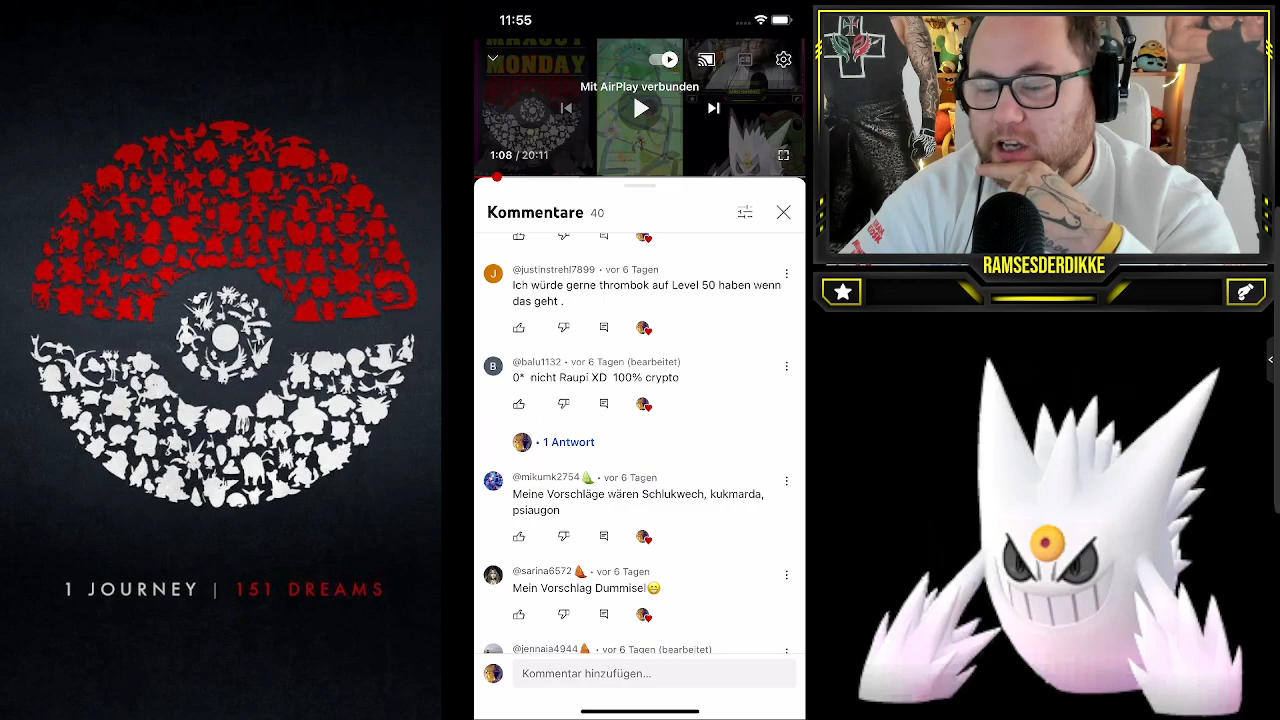 11:55
MAXOUT
MONDAY
Mit AirPlay verbunden
1:08 / 20:11
Kommentare 40
J
@justinstrehl7899 • vor 6 Tagen
Ich würde gerne thrombok auf Level 50 haben wenn
das geht .
B
@balu1132 • vor 6 Tagen (bearbeitet)
0* nicht Raupi XD 100% crypto
• 1 Antwort
@mikumk2754 • vor 6 Tagen
Meine Vorschläge wären Schlukwech, kukmarda,
psiaugon
@sarina6572 • vor 6 Tagen
Mein Vorschlag Dummisel😄
@jennaja4944 • vor 6 Tagen (bearbeitet)
Kommentar hinzufügen...
1 JOURNEY | 151 DREAMS
RAMSESDERDIKKE